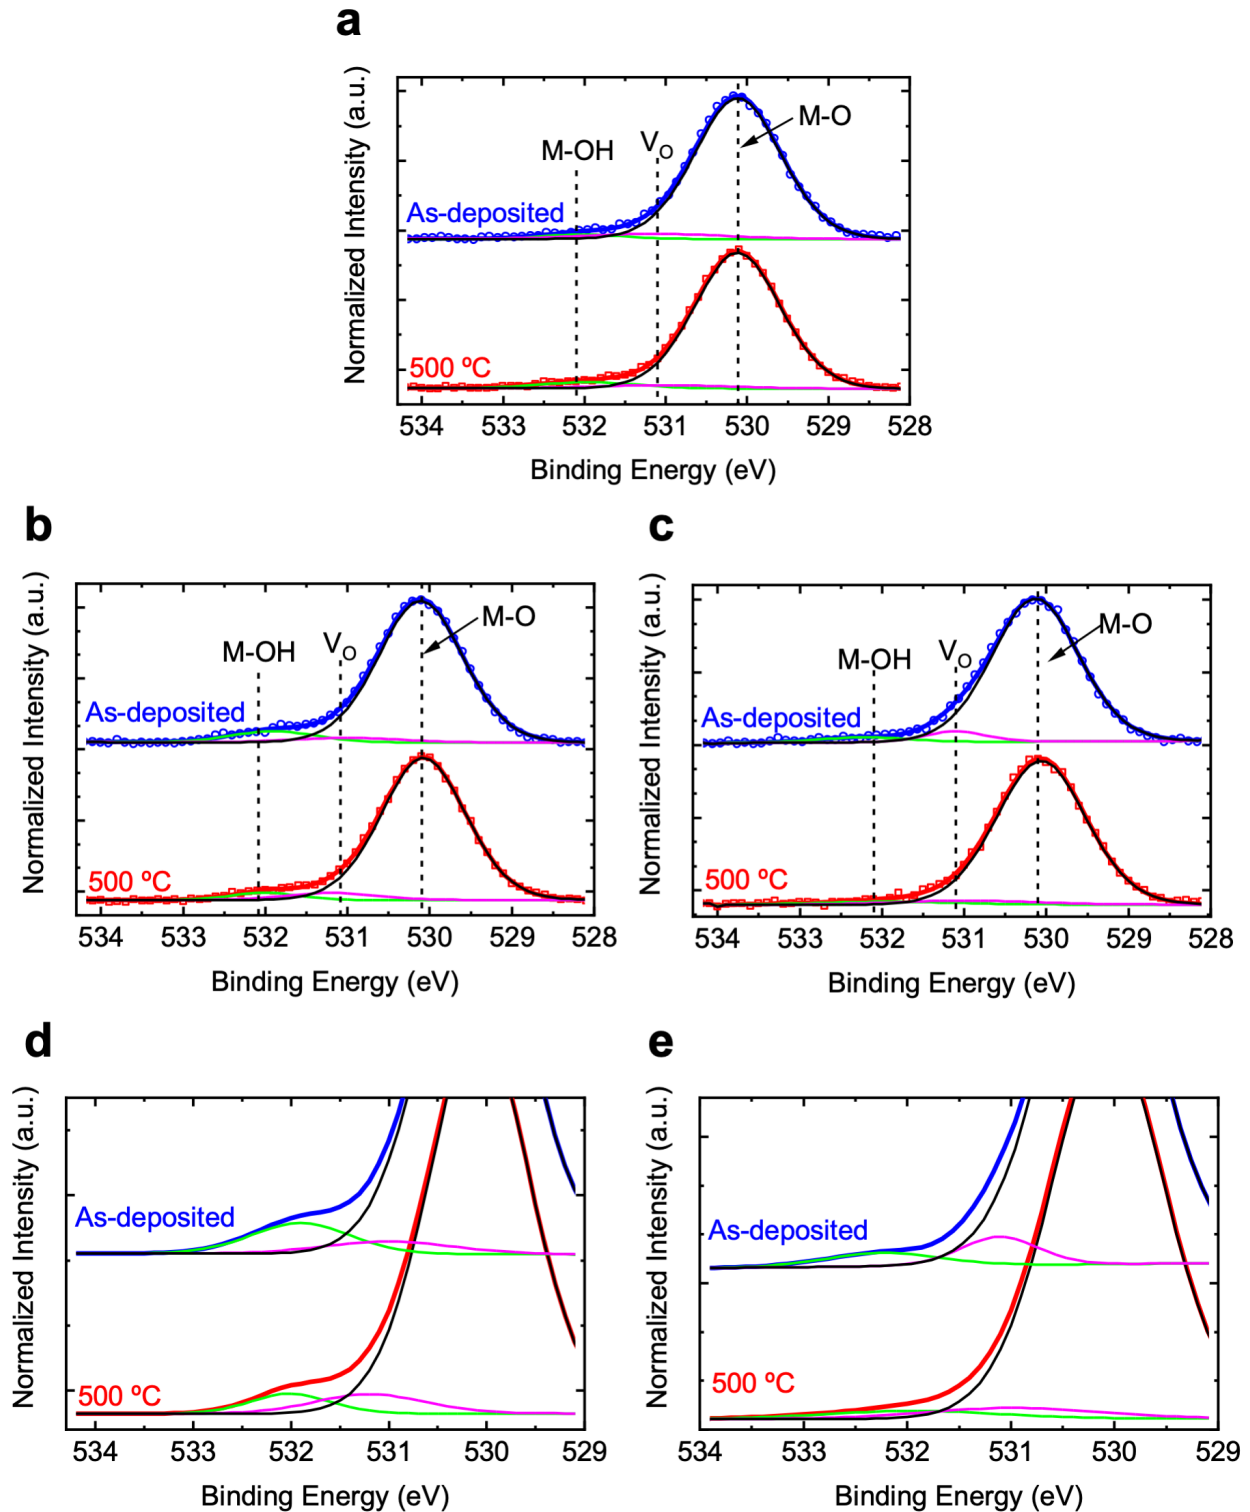 a
Normalized Intensity (a.u.)
M-OH
V_O
M-O
As-deposited
500 ºC
534 533 532 531 530 529 528
Binding Energy (eV)
b
Normalized Intensity (a.u.)
M-OH
V_O
M-O
As-deposited
500 ºC
534 533 532 531 530 529 528
Binding Energy (eV)
c
Normalized Intensity (a.u.)
M-OH
V_O
M-O
As-deposited
500 ºC
534 533 532 531 530 529 528
Binding Energy (eV)
d
Normalized Intensity (a.u.)
As-deposited
500 ºC
534 533 532 531 530 529
Binding Energy (eV)
e
Normalized Intensity (a.u.)
As-deposited
500 ºC
534 533 532 531 530 529
Binding Energy (eV)